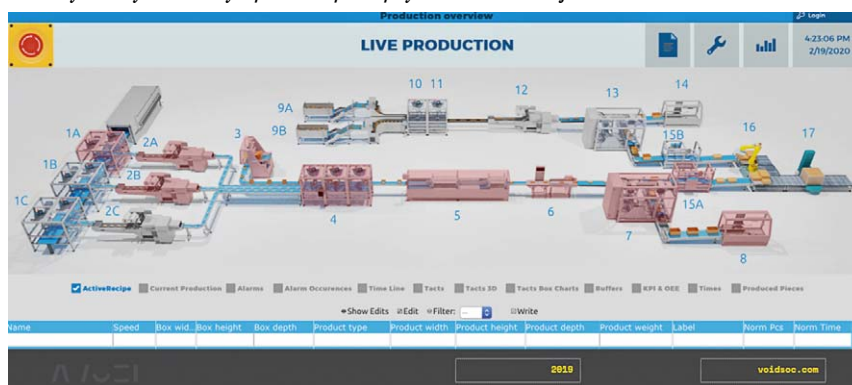 Production overview
Login
LIVE PRODUCTION
4:23:06 PM
2/19/2020
10 11
12
9A
13
14
9B
1A
2A
3
15B
16
17
1B
2B
1C
2C
4
5
6
15A
7
8
ActiveRecipe Current Production Alarms Alarm Occurences Time Line Tacts Tacts 3D Tacts Box Charts Buffers KPI & OEE Times Produced Pieces
Show Edits Edit Filter: -- Write
Name Speed Box wid.. Box height Box depth Product type Product width Product height Product depth Product weight Label Norm Pcs Norm Time
2019 voidsoc.com